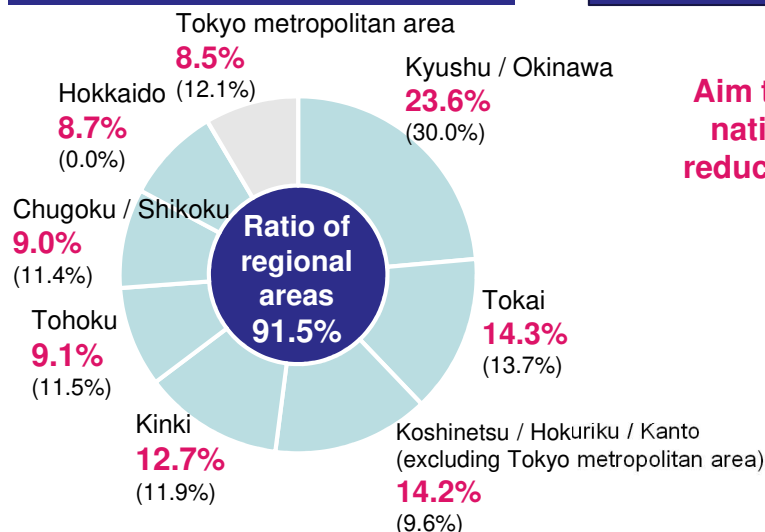 Tokyo metropolitan area
8.5%
(12.1%)
Kyushu / Okinawa
23.6%
(30.0%)
Hokkaido
8.7%
(0.0%)
Chugoku / Shikoku
9.0%
(11.4%)
Tohoku
9.1%
(11.5%)
Kinki
12.7%
(11.9%)
Koshinetsu / Hokuriku / Kanto
(excluding Tokyo metropolitan area)
14.2%
(9.6%)
Tokai
14.3%
(13.7%)
Ratio of
regional
areas
91.5%
Aim